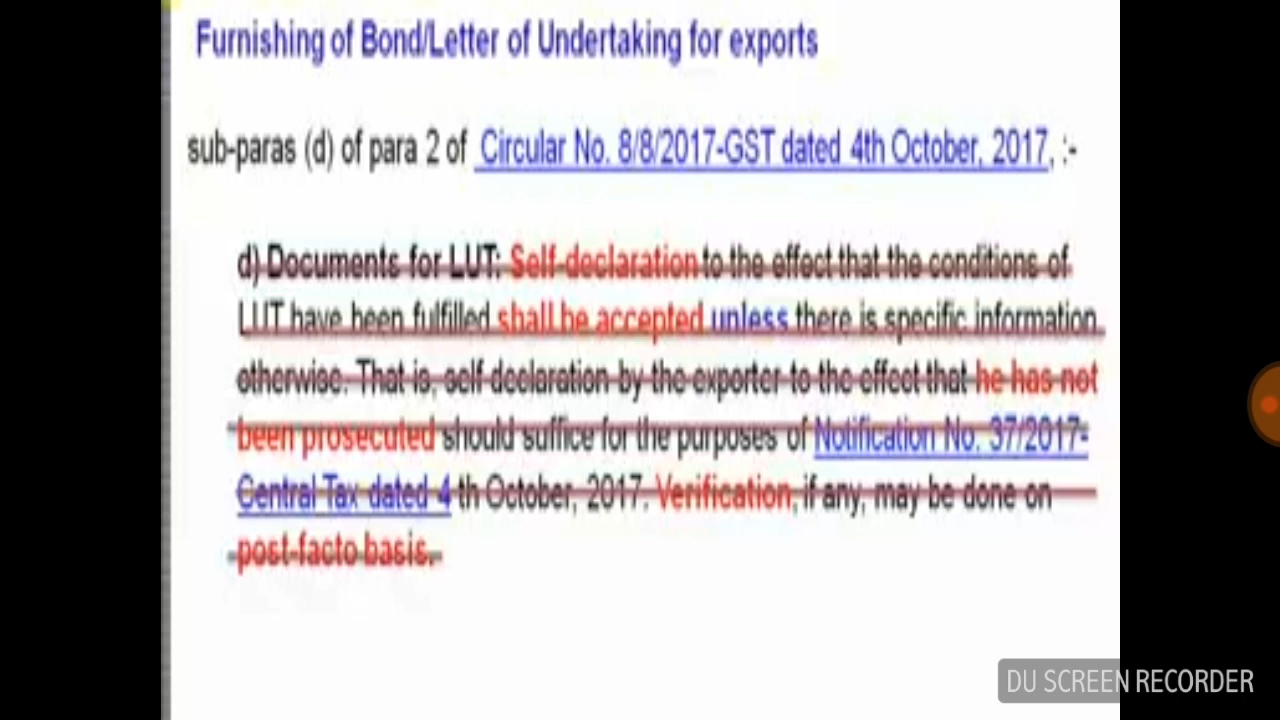 Furnishing of Bond/Letter of Undertaking for exports
sub-paras (d) of para 2 of Circular No. 8/8/2017-GST dated 4th October, 2017, :-
d) Documents for LUT: Self-declaration to the effect that the conditions of
LUT have been fulfilled shall be accepted unless there is specific information
otherwise. That is, self declaration by the exporter to the effect that he has not
been prosecuted should suffice for the purposes of Notification No. 37/2017-
Central Tax dated 4 th October, 2017. Verification, if any, may be done on
post-facto basis.
DU SCREEN RECORDER